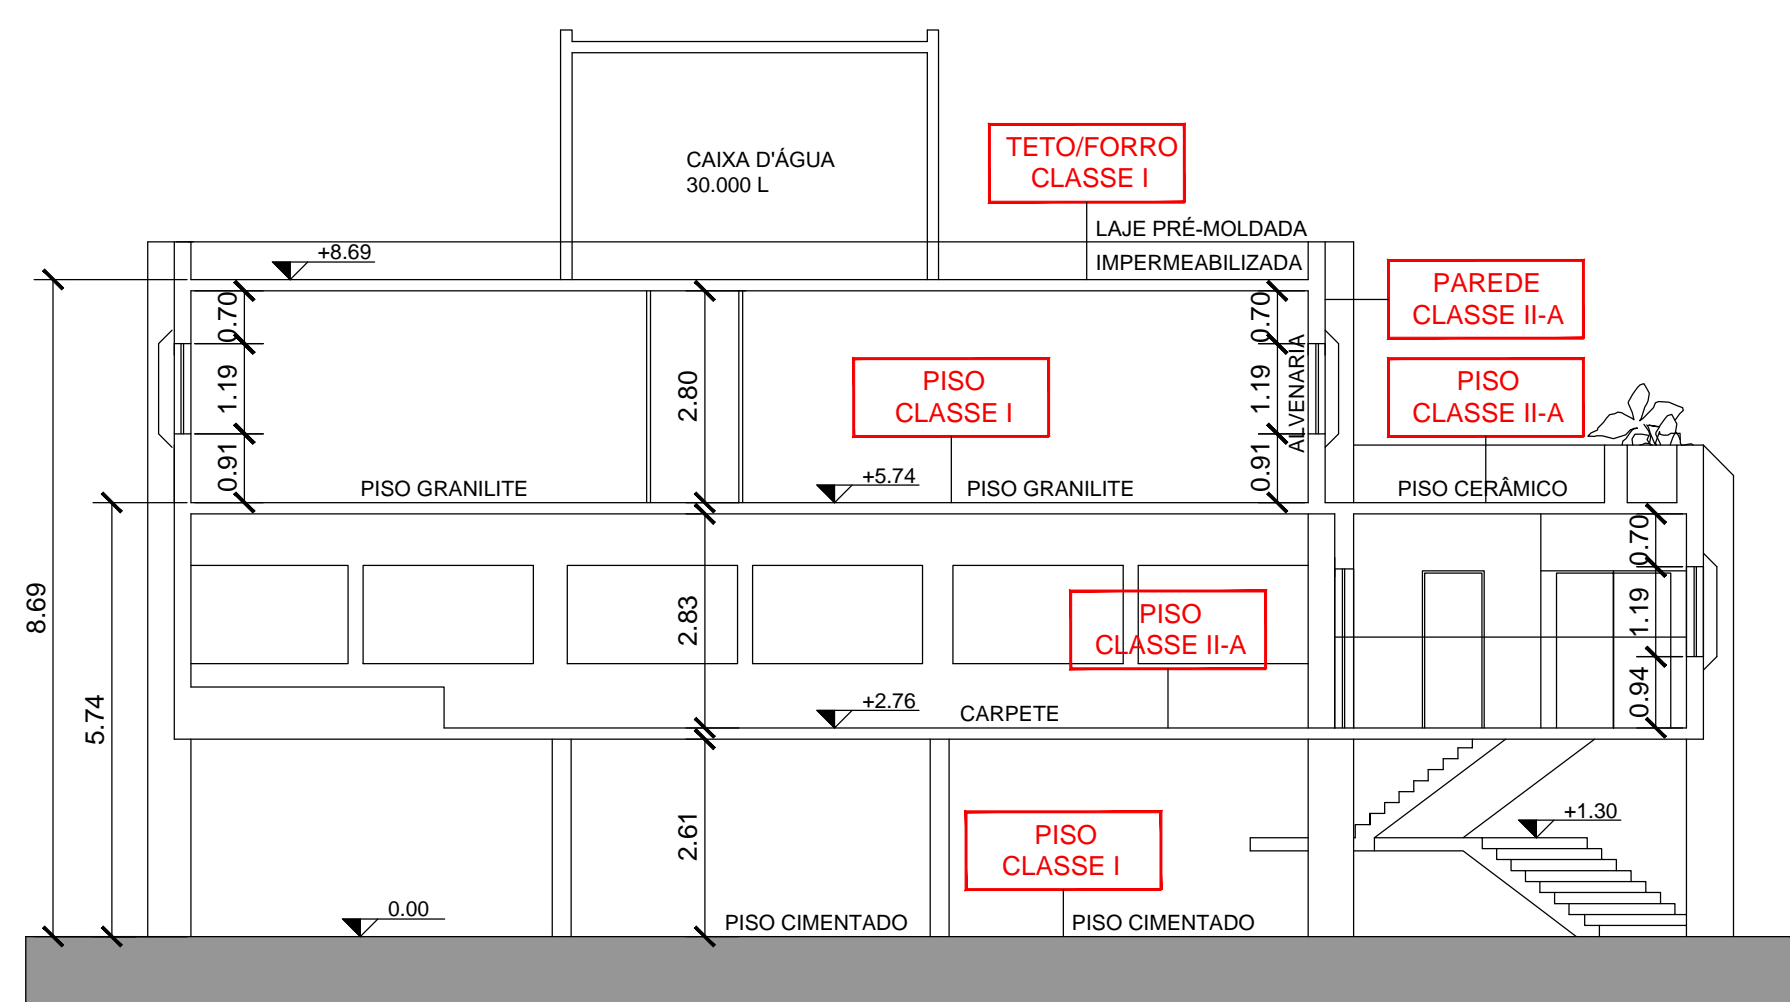 CAIXA D'ÁGUA
30.000 L
TETO/FORRO
CLASSE I
LAJE PRÉ-MOLDADA
IMPERMEABILIZADA
+8.69
PAREDE
CLASSE II-A
0.70
1.19
0.91
2.80
0.70
1.19
0.91
ALVENARIA
PISO
CLASSE I
PISO
CLASSE II-A
+5.74
PISO GRANILITE
PISO GRANILITE
PISO CERÂMICO
8.69
5.74
2.83
PISO
CLASSE II-A
0.70
1.19
0.94
+2.76
CARPETE
2.61
PISO
CLASSE I
+1.30
0.00
PISO CIMENTADO
PISO CIMENTADO